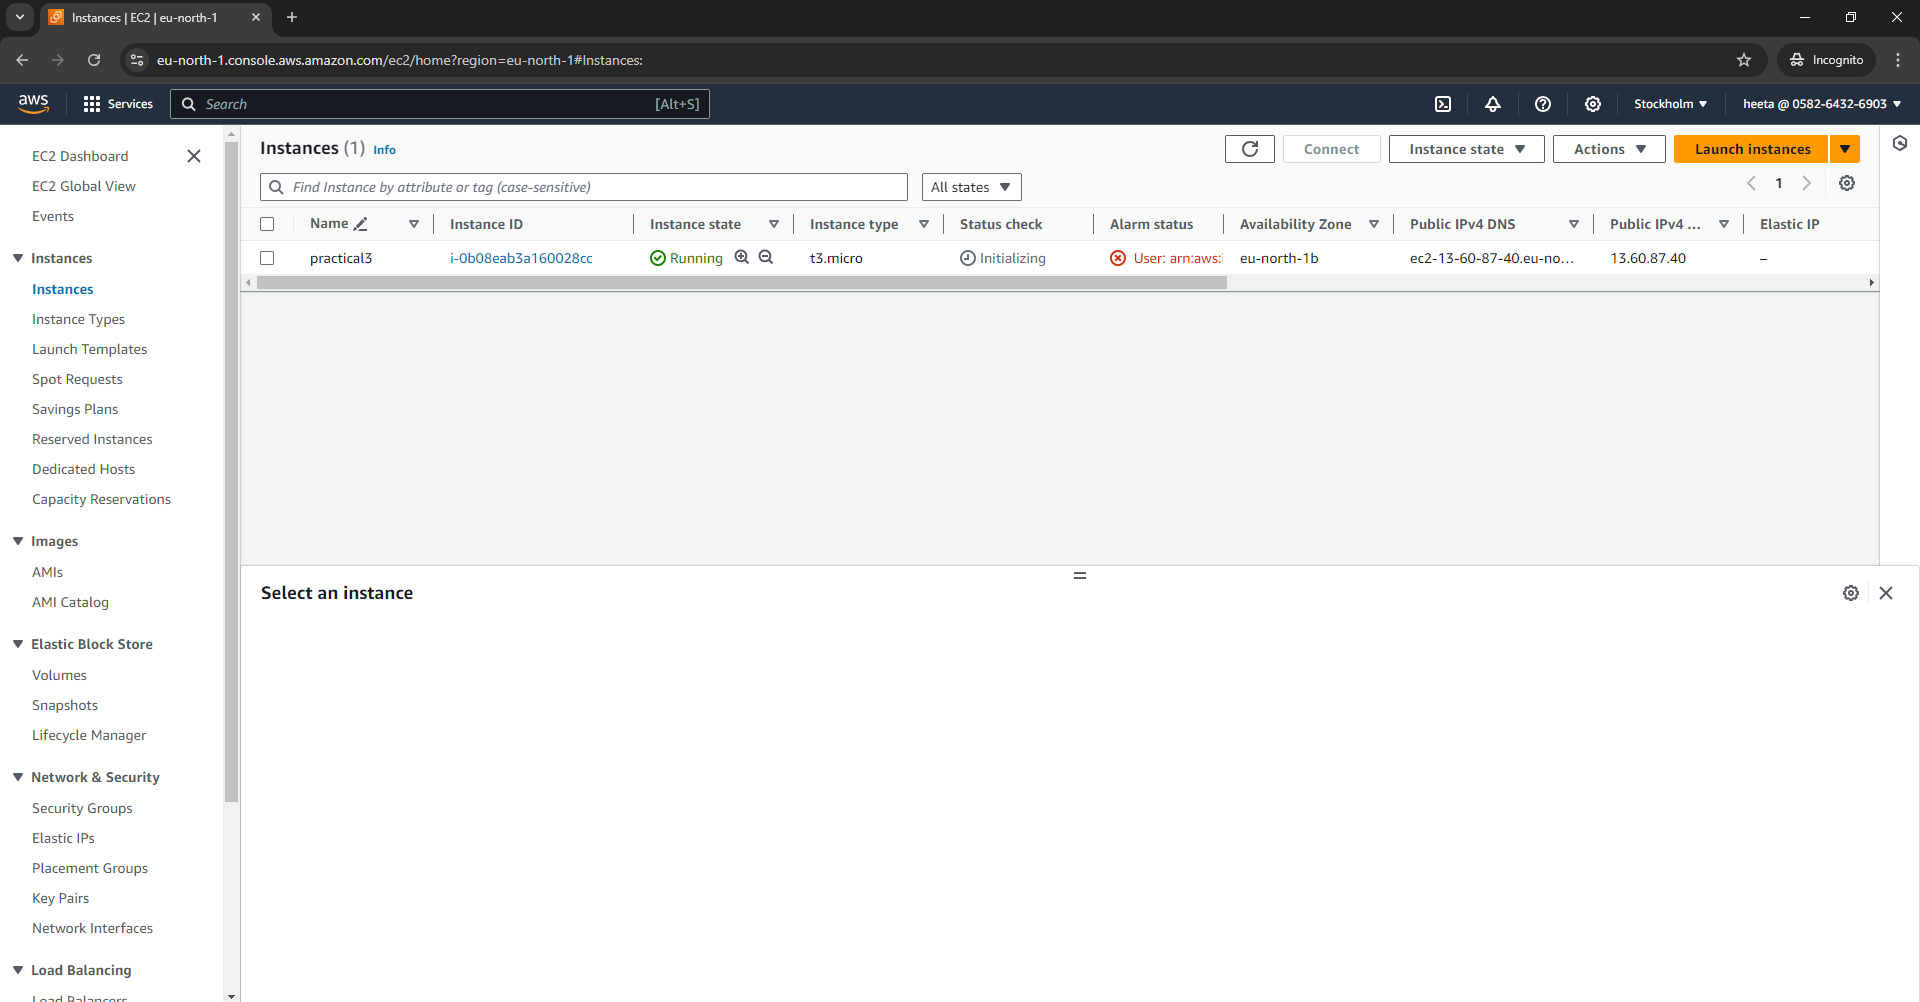 Instances | EC2 | eu-north-1
eu-north-1.console.aws.amazon.com/ec2/home?region=eu-north-1#Instances:
Incognito
aws
Services
Search
[Alt+S]
Stockholm
heeta @ 0582-6432-6903
EC2 Dashboard
EC2 Global View
Events
Instances
Instances
Instance Types
Launch Templates
Spot Requests
Savings Plans
Reserved Instances
Dedicated Hosts
Capacity Reservations
Images
AMIs
AMI Catalog
Elastic Block Store
Volumes
Snapshots
Lifecycle Manager
Network & Security
Security Groups
Elastic IPs
Placement Groups
Key Pairs
Network Interfaces
Load Balancing
Load Balancers
Instances (1) Info
Connect
Instance state
Actions
Launch instances
Find Instance by attribute or tag (case-sensitive)
All states
1
Name Instance ID Instance state Instance type Status check Alarm status Availability Zone Public IPv4 DNS Public IPv4 ... Elastic IP
practical3 i-0b08eab3a160028cc Running t3.micro Initializing User: arn:aws: eu-north-1b ec2-13-60-87-40.eu-no... 13.60.87.40 –
Select an instance